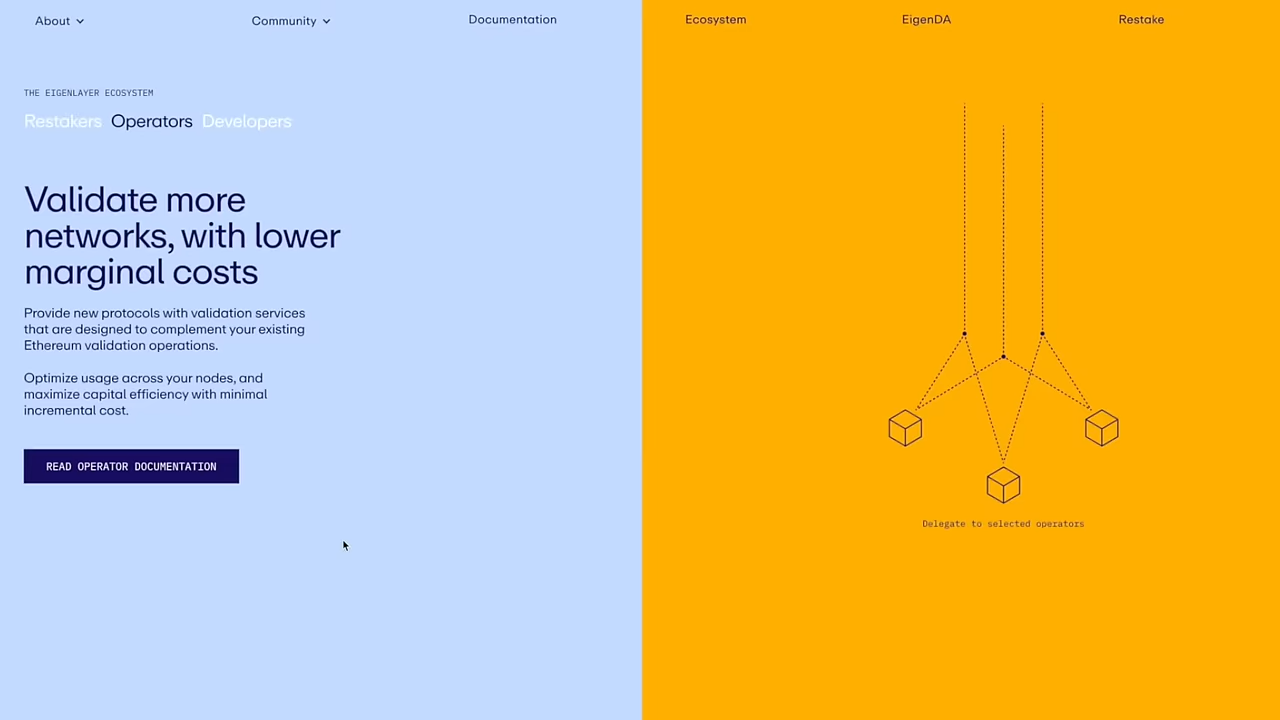 About
Community
Documentation
Ecosystem
EigenDA
Restake
THE EIGENLAYER ECOSYSTEM
Restakers Operators Developers
Validate more
networks, with lower
marginal costs
Provide new protocols with validation services
that are designed to complement your existing
Ethereum validation operations.
Optimize usage across your nodes, and
maximize capital efficiency with minimal
incremental cost.
READ OPERATOR DOCUMENTATION
Delegate to selected operators